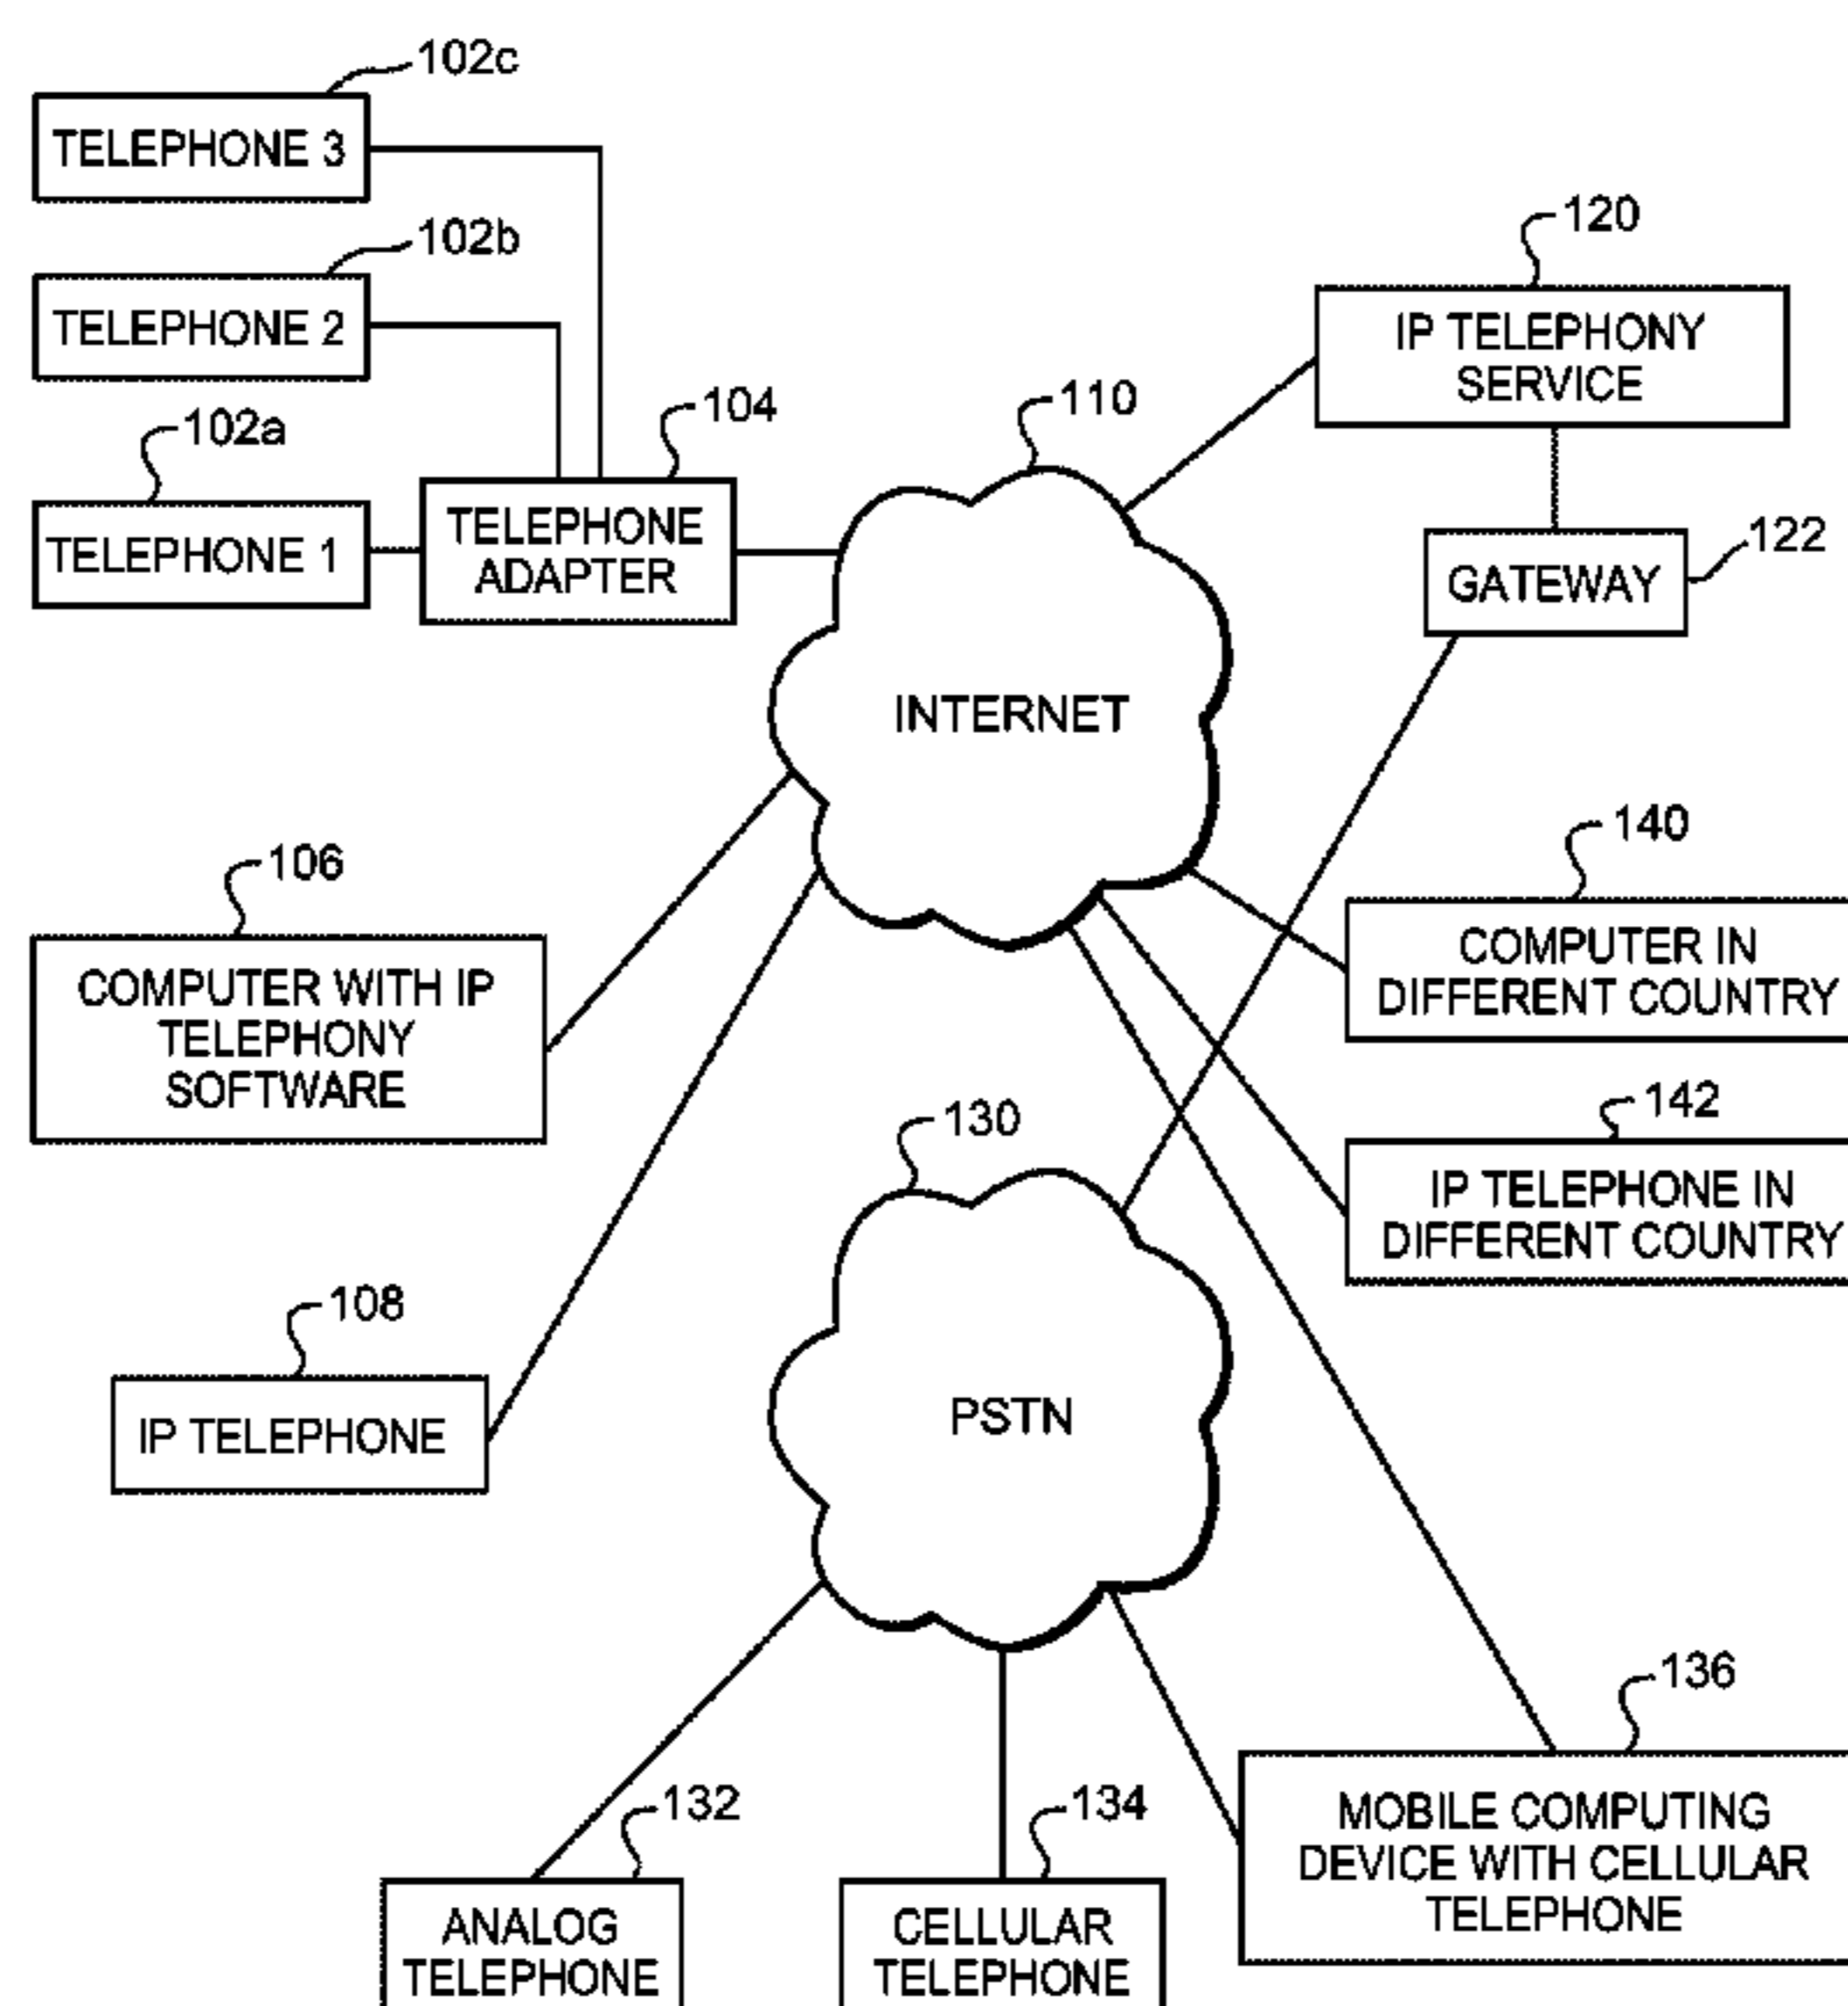 102c
TELEPHONE 3
102b
TELEPHONE 2
102a
TELEPHONE 1
104
TELEPHONE
ADAPTER
110
INTERNET
120
IP TELEPHONY
SERVICE
122
GATEWAY
106
COMPUTER WITH IP
TELEPHONY
SOFTWARE
140
COMPUTER IN
DIFFERENT COUNTRY
142
IP TELEPHONE IN
DIFFERENT COUNTRY
108
IP TELEPHONE
130
PSTN
132
ANALOG
TELEPHONE
134
CELLULAR
TELEPHONE
136
MOBILE COMPUTING
DEVICE WITH CELLULAR
TELEPHONE